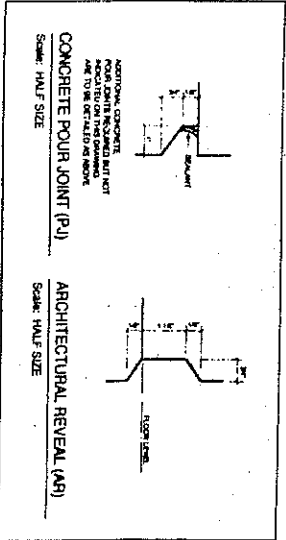 SEALANT
ADDITIONAL CONCRETE
POUR JOINTS REQUIRED BUT NOT
INDICATED ON THIS DRAWING
ARE TO BE DETAILED AS ABOVE
CONCRETE POUR JOINT (PJ)
Scale: HALF SIZE
FLOOR LEVEL
ARCHITECTURAL REVEAL (AR)
Scale: HALF SIZE